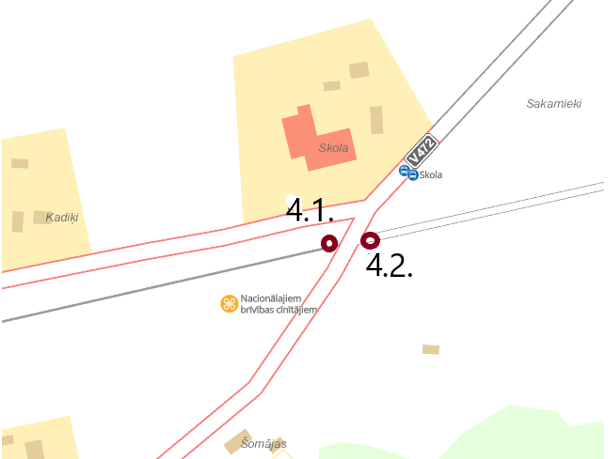 Sakarnieki
Skola
V472
Skola
4.1.
Kadiķi
4.2.
Nacionālajiem
brīvības cīnītājiem
Šomājas